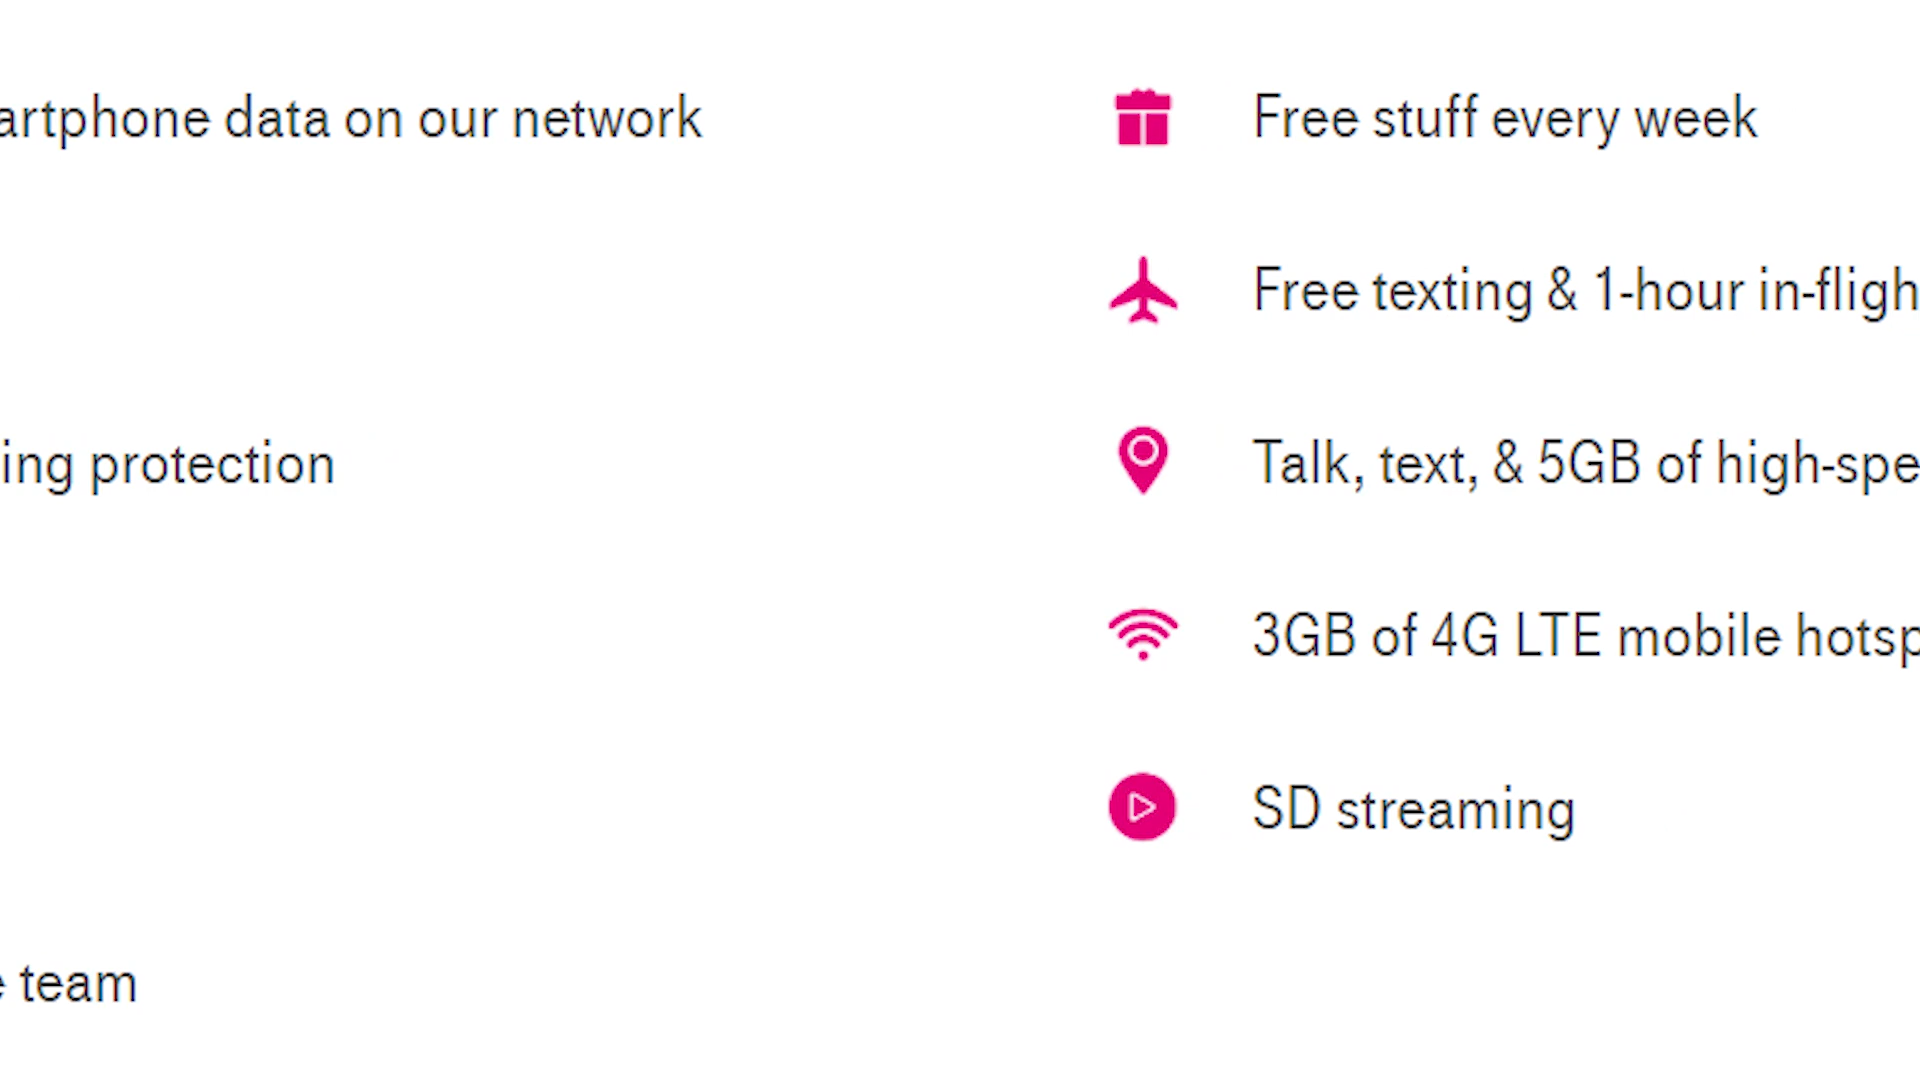 artphone data on our network
ing protection
team
Free stuff every week
Free texting & 1-hour in-fligh
Talk, text, & 5GB of high-spe
3GB of 4G LTE mobile hotsp
SD streaming